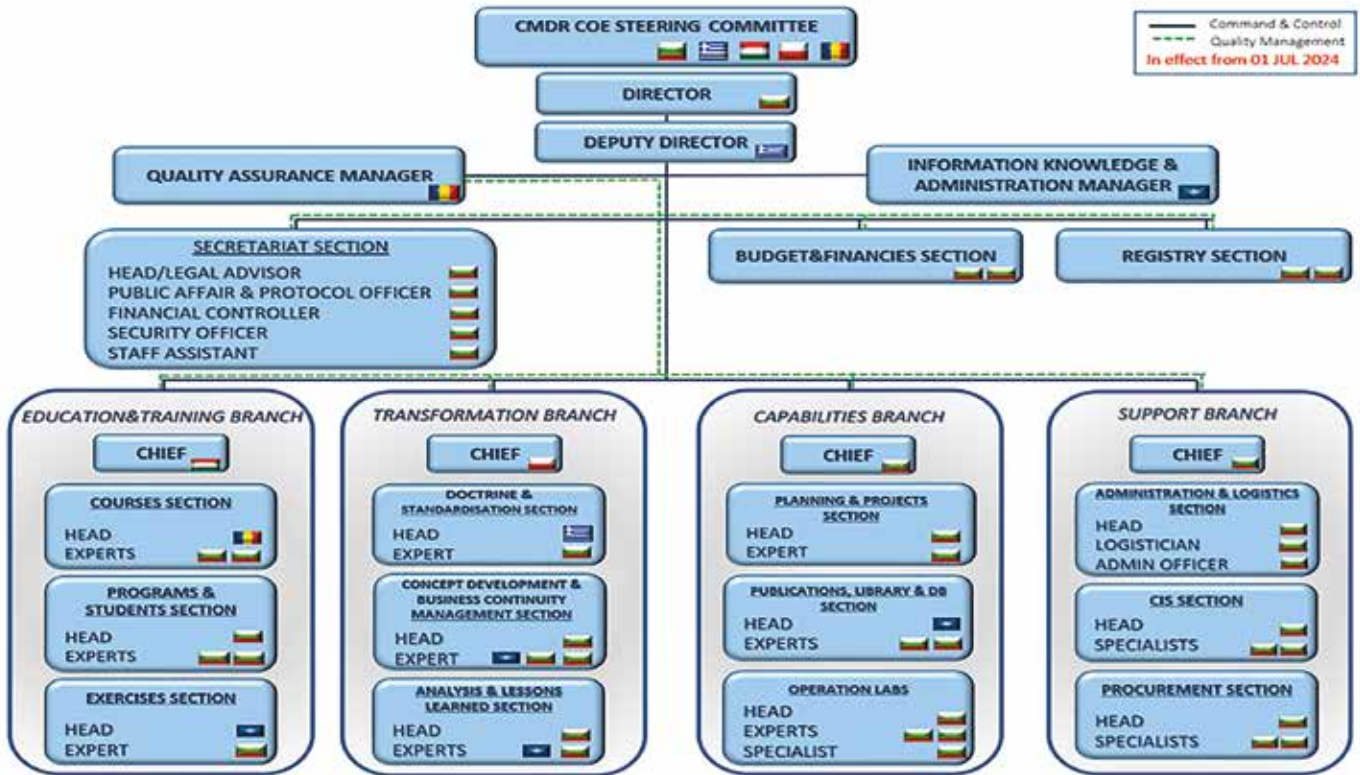 CMDR COE STEERING COMMITTEE
Command & Control
Quality Management
In effect from 01 JUL 2024
DIRECTOR
DEPUTY DIRECTOR
QUALITY ASSURANCE MANAGER
INFORMATION KNOWLEDGE &
ADMINISTRATION MANAGER
SECRETARIAT SECTION
HEAD/LEGAL ADVISOR
PUBLIC AFFAIR & PROTOCOL OFFICER
FINANCIAL CONTROLLER
SECURITY OFFICER
STAFF ASSISTANT
BUDGET&FINANCIES SECTION
REGISTRY SECTION
EDUCATION&TRAINING BRANCH
CHIEF
COURSES SECTION
HEAD
EXPERTS
PROGRAMS &
STUDENTS SECTION
HEAD
EXPERTS
EXERCISES SECTION
HEAD
EXPERT
TRANSFORMATION BRANCH
CHIEF
DOCTRINE &
STANDARDISATION SECTION
HEAD
EXPERT
CONCEPT DEVELOPMENT &
BUSINESS CONTINUITY
MANAGEMENT SECTION
HEAD
EXPERT
ANALYSIS & LESSONS
LEARNED SECTION
HEAD
EXPERTS
CAPABILITIES BRANCH
CHIEF
PLANNING & PROJECTS
SECTION
HEAD
EXPERT
PUBLICATIONS, LIBRARY & DB
SECTION
HEAD
EXPERTS
OPERATION LABS
HEAD
EXPERTS
SPECIALIST
SUPPORT BRANCH
CHIEF
ADMINISTRATION & LOGISTICS
SECTION
HEAD
LOGISTICIAN
ADMIN OFFICER
CIS SECTION
HEAD
SPECIALISTS
PROCUREMENT SECTION
HEAD
SPECIALISTS